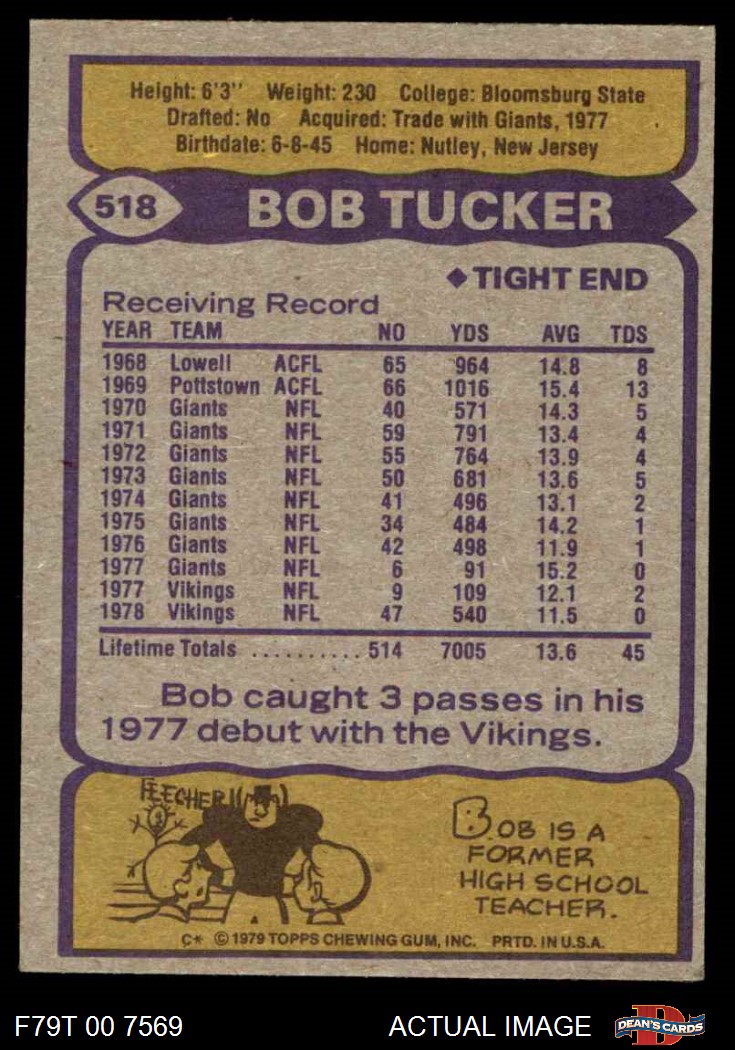 Height: 6'3'' Weight: 230 College: Bloomsburg State
Drafted: No Acquired: Trade with Giants, 1977
Birthdate: 6-8-45 Home: Nutley, New Jersey
518 BOB TUCKER
◆TIGHT END
Receiving Record
YEAR TEAM NO YDS AVG TDS
1968 Lowell ACFL 65 964 14.8 8
1969 Pottstown ACFL 66 1016 15.4 13
1970 Giants NFL 40 571 14.3 5
1971 Giants NFL 59 791 13.4 4
1972 Giants NFL 55 764 13.9 4
1973 Giants NFL 50 681 13.6 5
1974 Giants NFL 41 496 13.1 2
1975 Giants NFL 34 484 14.2 1
1976 Giants NFL 42 498 11.9 1
1977 Giants NFL 6 91 15.2 0
1977 Vikings NFL 9 109 12.1 2
1978 Vikings NFL 47 540 11.5 0
Lifetime Totals .......... 514 7005 13.6 45
Bob caught 3 passes in his
1977 debut with the Vikings.
BOB IS A
FORMER
HIGH SCHOOL
TEACHER.
C* © 1979 TOPPS CHEWING GUM, INC. PRTD. IN U.S.A.
F79T 00 7569 ACTUAL IMAGE D DEAN'S CARDS